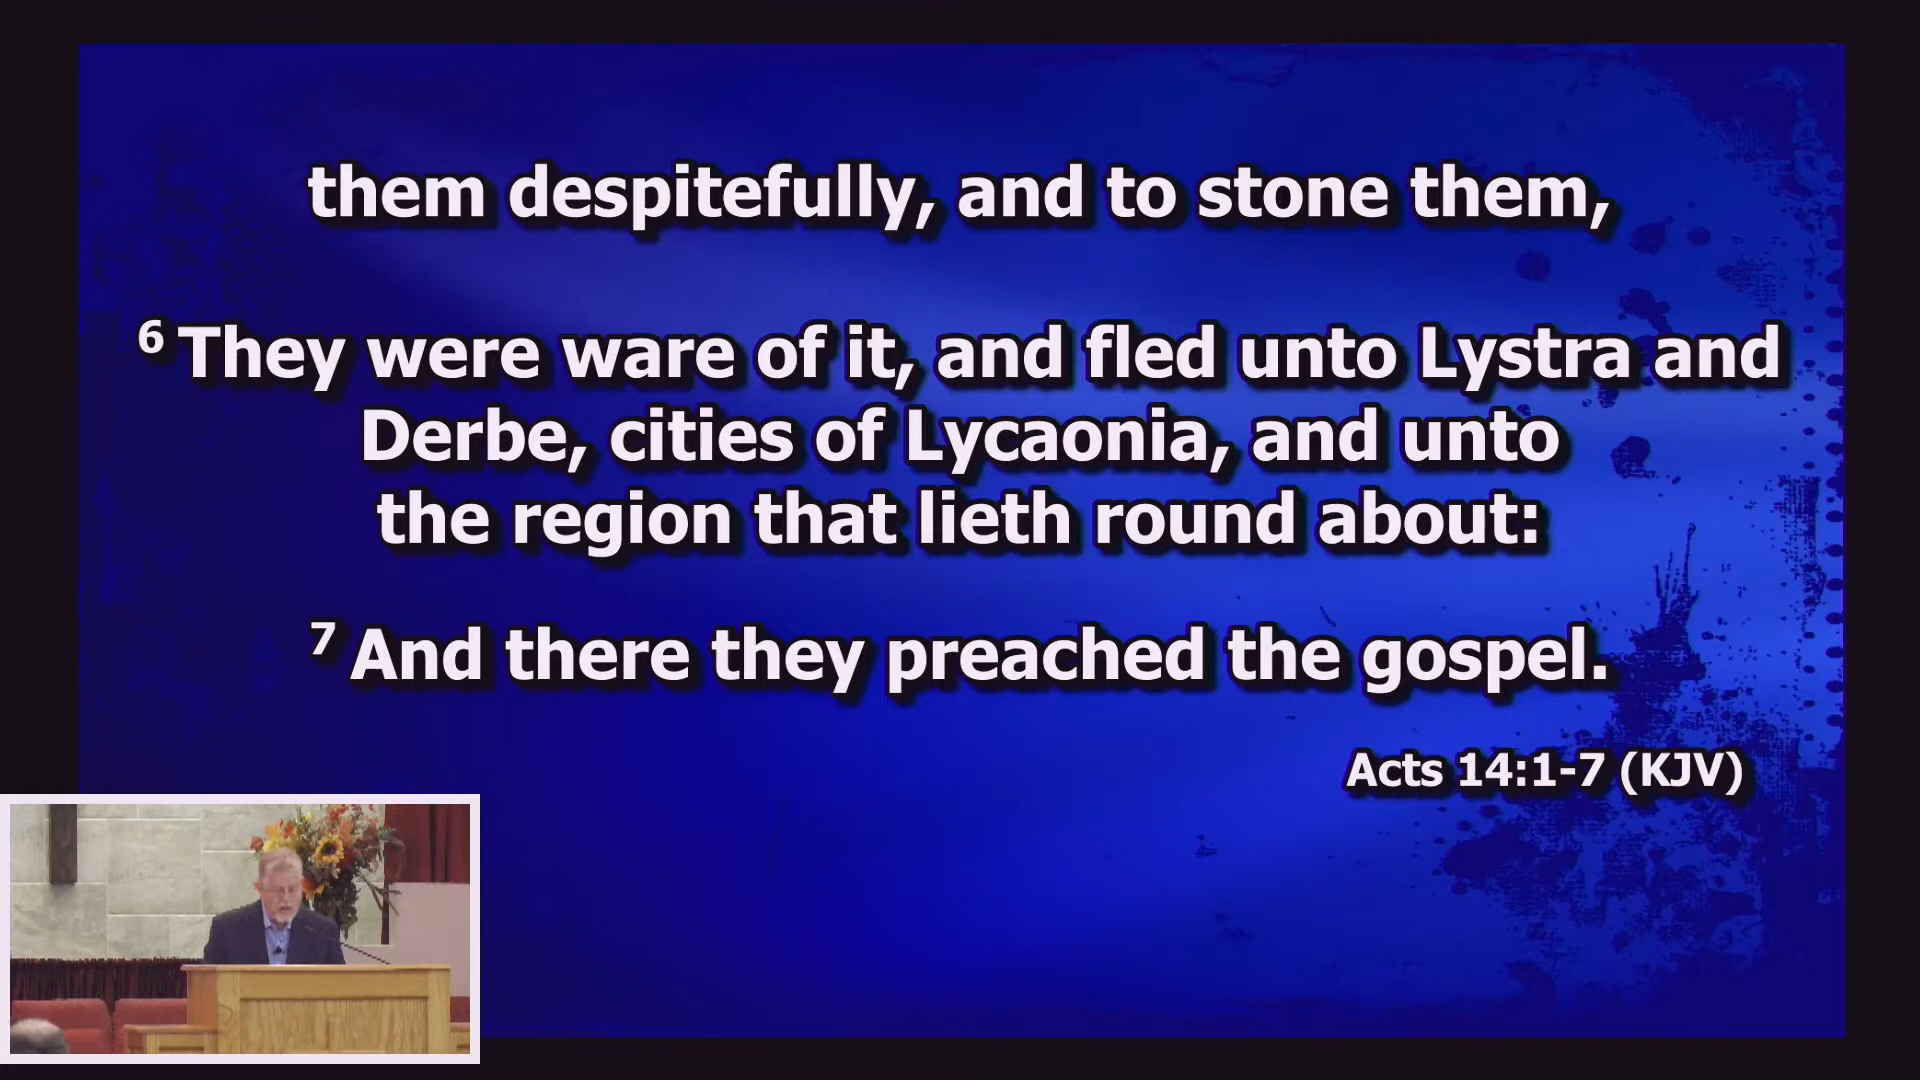 them despitefully, and to stone them,
6 They were ware of it, and fled unto Lystra and
Derbe, cities of Lycaonia, and unto
the region that lieth round about:
7 And there they preached the gospel.
Acts 14:1-7 (KJV)